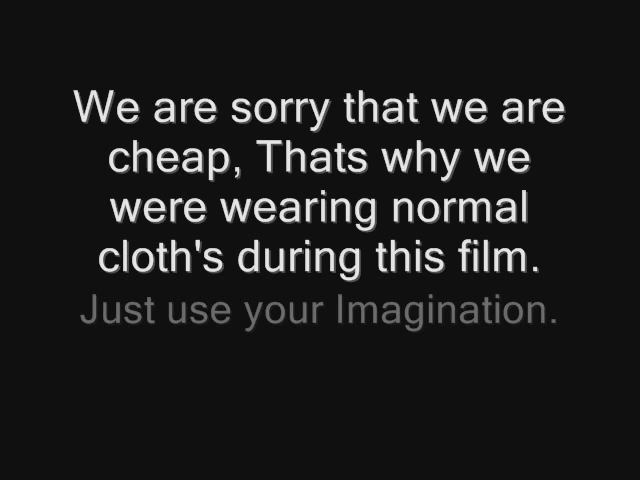 We are sorry that we are
cheap, Thats why we
were wearing normal
cloth's during this film.
Just use your Imagination.